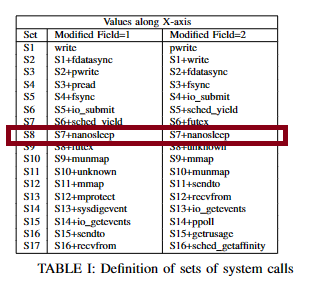 Values along X-axis
Set Modified Field=1 Modified Field=2
S1 write pwrite
S2 S1+fdatasync S1+write
S3 S2+pwrite S2+fdatasync
S4 S3+pread S3+fsync
S5 S4+fsync S4+io_submit
S6 S5+io_submit S5+sched_yield
S7 S6+sched_yield S6+futex
S8 S7+nanosleep S7+nanosleep
S9 S8+futex S8+unknown
S10 S9+munmap S9+mmap
S11 S10+unknown S10+munmap
S12 S11+mmap S11+sendto
S13 S12+mprotect S12+recvfrom
S14 S13+sysdigevent S13+io_getevents
S15 S14+io_getevents S14+ppoll
S16 S15+sendto S15+getrusage
S17 S16+recvfrom S16+sched_getaffinity
TABLE I: Definition of sets of system calls